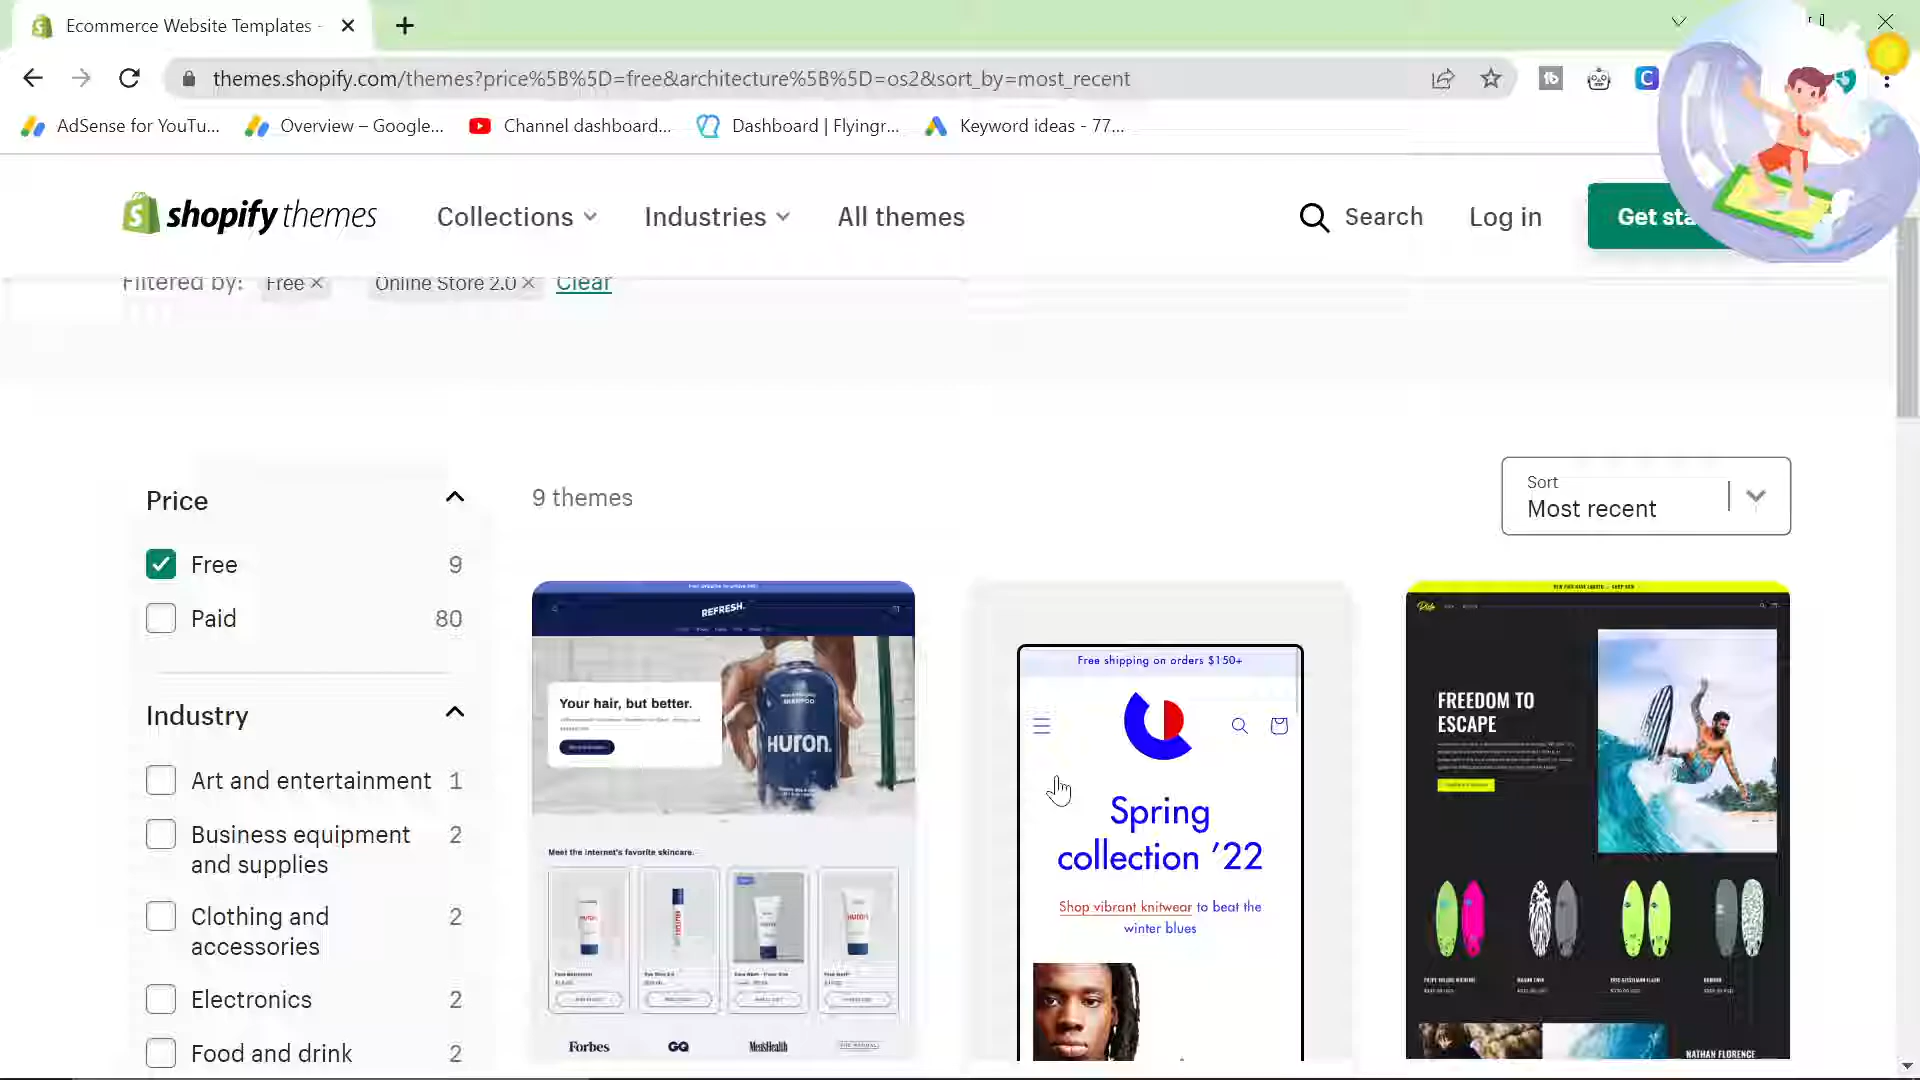 Ecommerce Website Templates -
themes.shopify.com/themes?price%5B%5D=free&architecture%5B%5D=os2&sort_by=most_recent
AdSense for YouTu...
Overview – Google...
Channel dashboard...
Dashboard | Flyingr...
Keyword ideas - 77...
shopify themes
Collections
Industries
All themes
Search
Log in
Get sta
Filtered by:
Free ×
Online Store 2.0 ×
Clear
Price
Free 9
Paid 80
Industry
Art and entertainment 1
Business equipment 2
and supplies
Clothing and 2
accessories
Electronics 2
Food and drink 2
9 themes
Sort
Most recent
REFRESH.
Your hair, but better.
HURON.
Meet the internet's favorite skincare.
Forbes
GQ
Men'sHealth
Free shipping on orders $150+
Spring
collection '22
Shop vibrant knitwear to beat the
winter blues
Ride
FREEDOM TO
ESCAPE
NATHAN FLORENCE